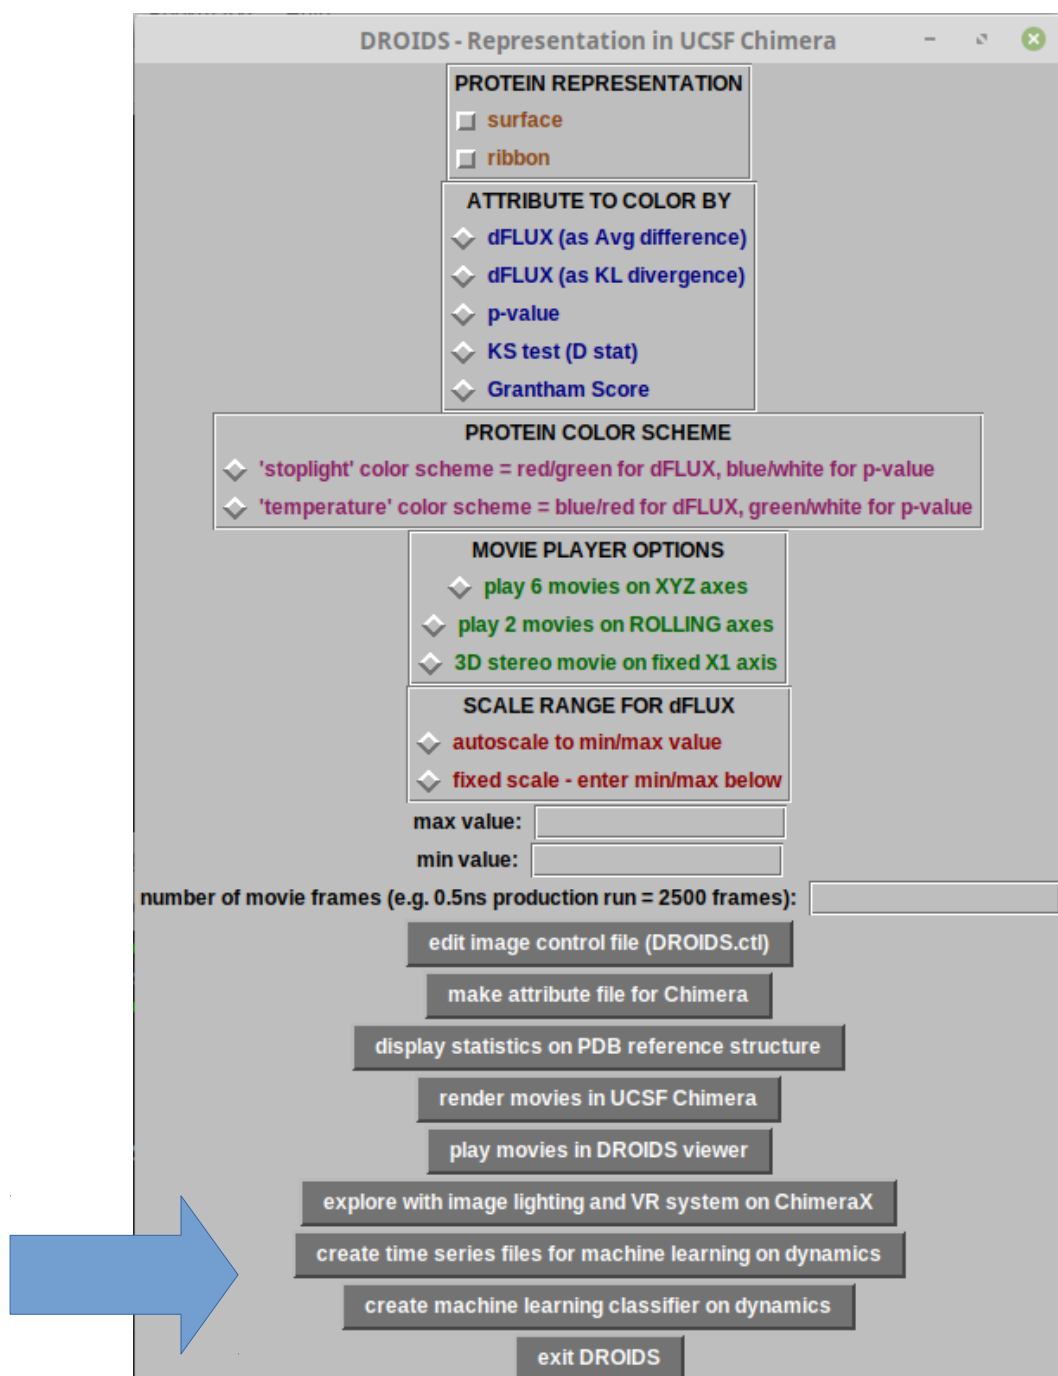 DROIDS - Representation in UCSF Chimera
PROTEIN REPRESENTATION
surface
ribbon
ATTRIBUTE TO COLOR BY
dFLUX (as Avg difference)
dFLUX (as KL divergence)
p-value
KS test (D stat)
Grantham Score
PROTEIN COLOR SCHEME
'stoplight' color scheme = red/green for dFLUX, blue/white for p-value
'temperature' color scheme = blue/red for dFLUX, green/white for p-value
MOVIE PLAYER OPTIONS
play 6 movies on XYZ axes
play 2 movies on ROLLING axes
3D stereo movie on fixed X1 axis
SCALE RANGE FOR dFLUX
autoscale to min/max value
fixed scale - enter min/max below
max value:
min value:
number of movie frames (e.g. 0.5ns production run = 2500 frames):
edit image control file (DROIDS.ctl)
make attribute file for Chimera
display statistics on PDB reference structure
render movies in UCSF Chimera
play movies in DROIDS viewer
explore with image lighting and VR system on ChimeraX
create time series files for machine learning on dynamics
create machine learning classifier on dynamics
exit DROIDS